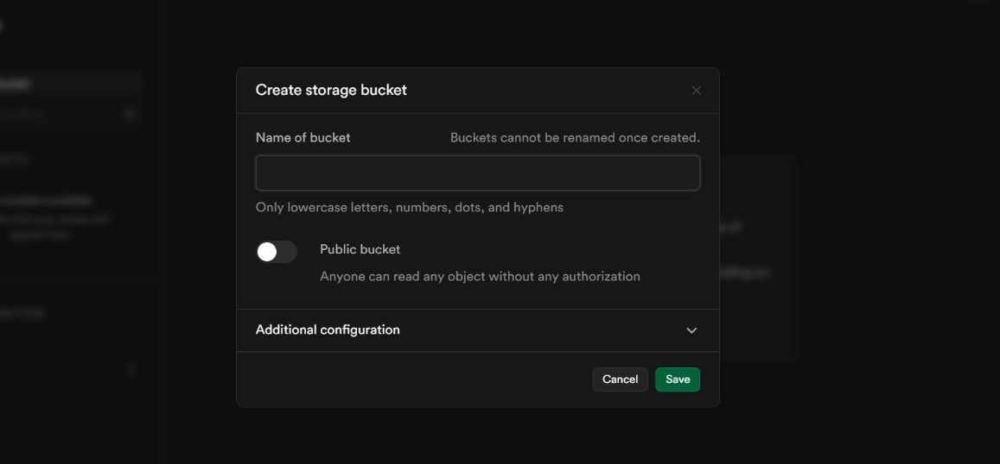 Create storage bucket
Name of bucket
Buckets cannot be renamed once created.
Only lowercase letters, numbers, dots, and hyphens
Public bucket
Anyone can read any object without any authorization
Additional configuration
Cancel
Save